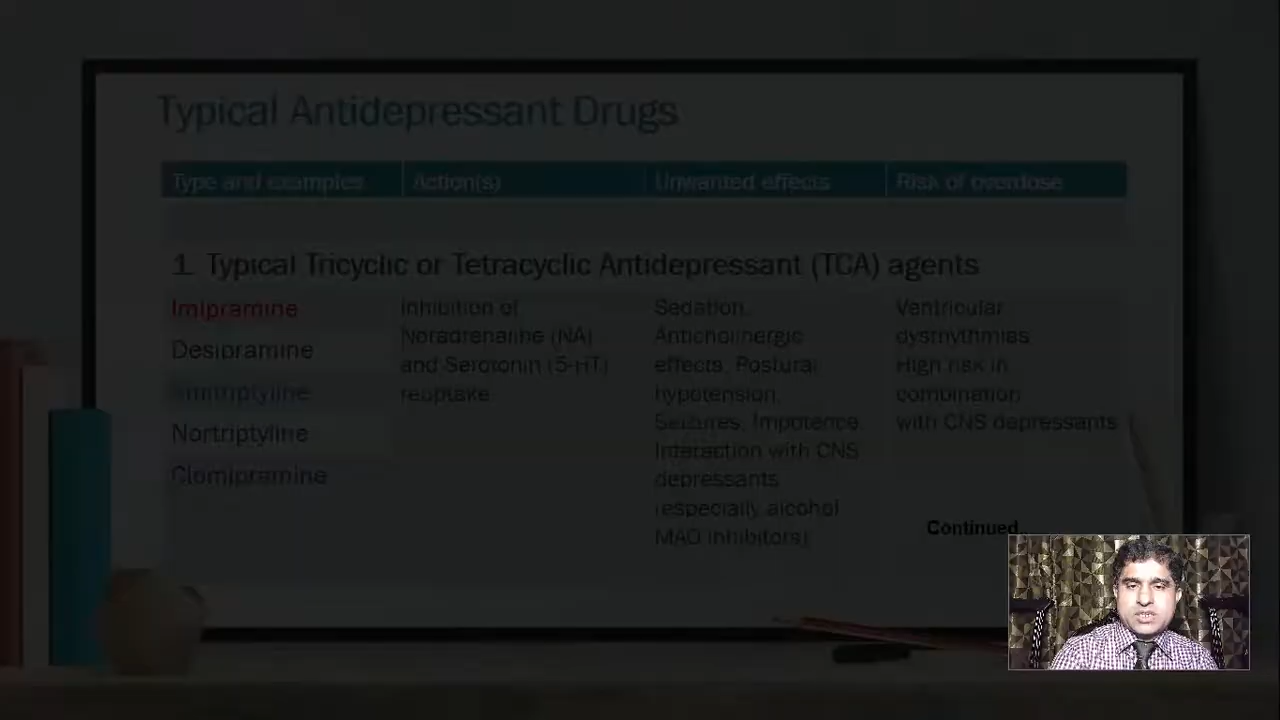 Typical Antidepressant Drugs
Type and examples Action(s) Unwanted effects Risk of overdose
1. Typical Tricyclic or Tetracyclic Antidepressant (TCA) agents
Imipramine
Desipramine
Amitriptyline
Nortriptyline
Clomipramine
Inhibition of
Noradrenaline (NA)
and Serotonin (5-HT)
reuptake
Sedation,
Anticholinergic
effects, Postural
hypotension,
Seizures, Impotence
Interaction with CNS
depressants
(especially alcohol
MAO inhibitors)
Ventricular
dysrhythmias
High risk in
combination
with CNS depressants
Continued..